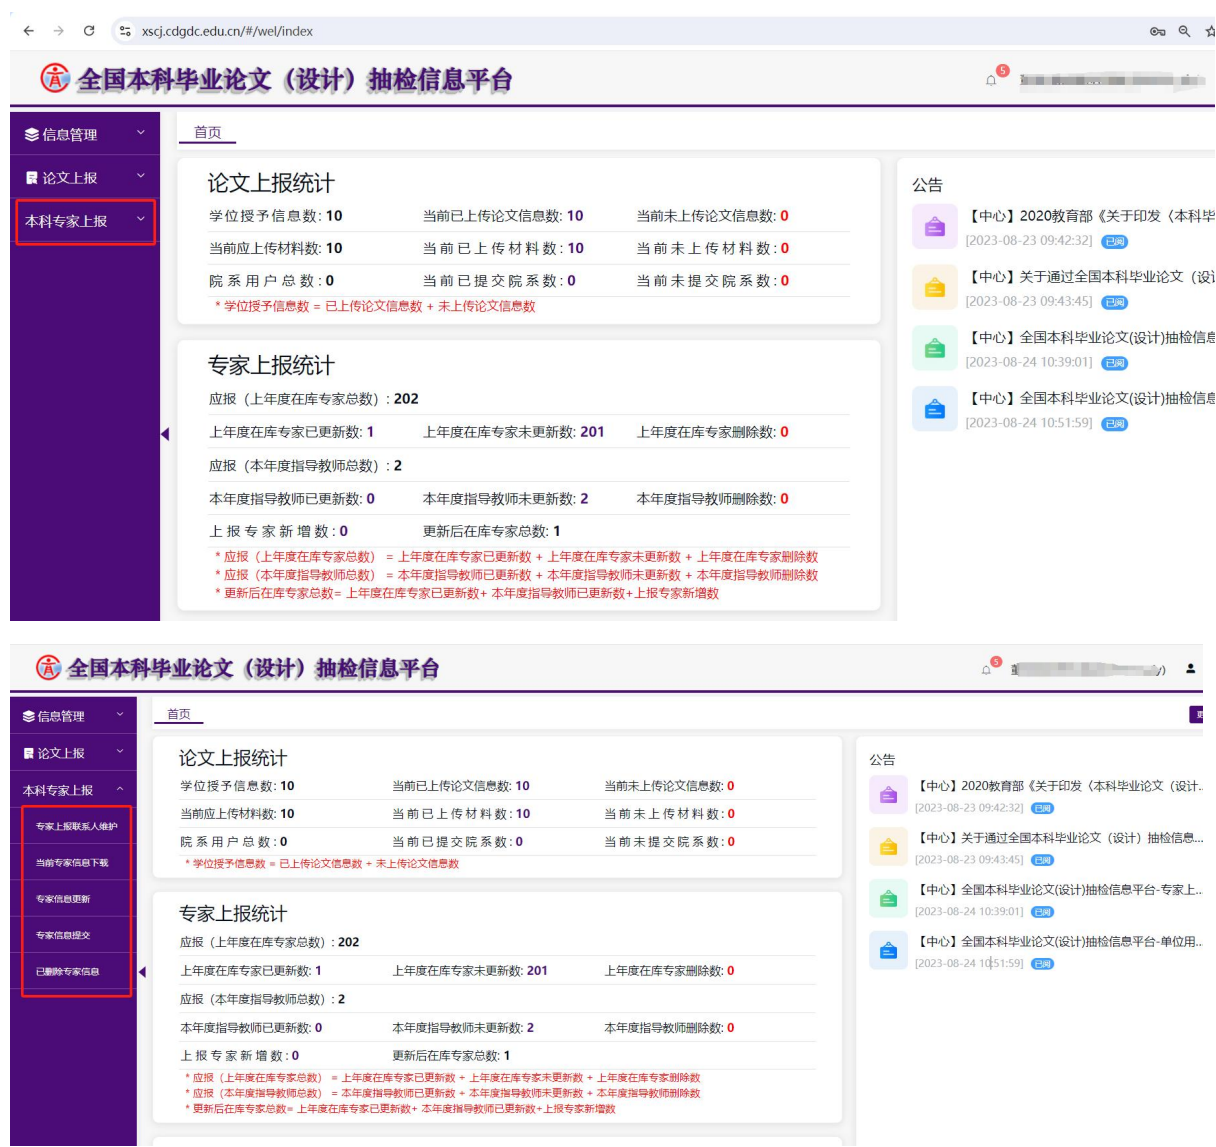 xscj.cdgdc.edu.cn/#/wel/index
全国本科毕业论文（设计）抽检信息平台
5
信息管理
论文上报
本科专家上报
首页
论文上报统计
学位授予信息数: 10 当前已上传论文信息数: 10 当前未上传论文信息数: 0
当前应上传材料数: 10 当前已上传材料数: 10 当前未上传材料数: 0
院系用户总数: 0 当前已提交院系数: 0 当前未提交院系数: 0
* 学位授予信息数 = 已上传论文信息数 + 未上传论文信息数
专家上报统计
应报（上年度在库专家总数）: 202
上年度在库专家已更新数: 1 上年度在库专家未更新数: 201 上年度在库专家删除数: 0
应报（本年度指导教师总数）: 2
本年度指导教师已更新数: 0 本年度指导教师未更新数: 2 本年度指导教师删除数: 0
上报专家新增数: 0 更新后在库专家总数: 1
* 应报（上年度在库专家总数） = 上年度在库专家已更新数 + 上年度在库专家未更新数 + 上年度在库专家删除数
* 应报（本年度指导教师总数） = 本年度指导教师已更新数 + 本年度指导教师未更新数 + 本年度指导教师删除数
* 更新后在库专家总数= 上年度在库专家已更新数+ 本年度指导教师已更新数+上报专家新增数
公告
【中心】2020教育部《关于印发〈本科毕
[2023-08-23 09:42:32] 已阅
【中心】关于通过全国本科毕业论文（设
[2023-08-23 09:43:45] 已阅
【中心】全国本科毕业论文(设计)抽检信息
[2023-08-24 10:39:01] 已阅
【中心】全国本科毕业论文(设计)抽检信息
[2023-08-24 10:51:59] 已阅
全国本科毕业论文（设计）抽检信息平台
5
信息管理
论文上报
本科专家上报
专家上报联系人维护
当前专家信息下载
专家信息更新
专家信息提交
已删除专家信息
首页
论文上报统计
学位授予信息数: 10 当前已上传论文信息数: 10 当前未上传论文信息数: 0
当前应上传材料数: 10 当前已上传材料数: 10 当前未上传材料数: 0
院系用户总数: 0 当前已提交院系数: 0 当前未提交院系数: 0
* 学位授予信息数 = 已上传论文信息数 + 未上传论文信息数
专家上报统计
应报（上年度在库专家总数）: 202
上年度在库专家已更新数: 1 上年度在库专家未更新数: 201 上年度在库专家删除数: 0
应报（本年度指导教师总数）: 2
本年度指导教师已更新数: 0 本年度指导教师未更新数: 2 本年度指导教师删除数: 0
上报专家新增数: 0 更新后在库专家总数: 1
* 应报（上年度在库专家总数） = 上年度在库专家已更新数 + 上年度在库专家未更新数 + 上年度在库专家删除数
* 应报（本年度指导教师总数） = 本年度指导教师已更新数 + 本年度指导教师未更新数 + 本年度指导教师删除数
* 更新后在库专家总数= 上年度在库专家已更新数+ 本年度指导教师已更新数+上报专家新增数
公告
【中心】2020教育部《关于印发〈本科毕业论文（设计...
[2023-08-23 09:42:32] 已阅
【中心】关于通过全国本科毕业论文（设计）抽检信息...
[2023-08-23 09:43:45] 已阅
【中心】全国本科毕业论文(设计)抽检信息平台-专家上...
[2023-08-24 10:39:01] 已阅
【中心】全国本科毕业论文(设计)抽检信息平台-单位用...
[2023-08-24 10:51:59] 已阅